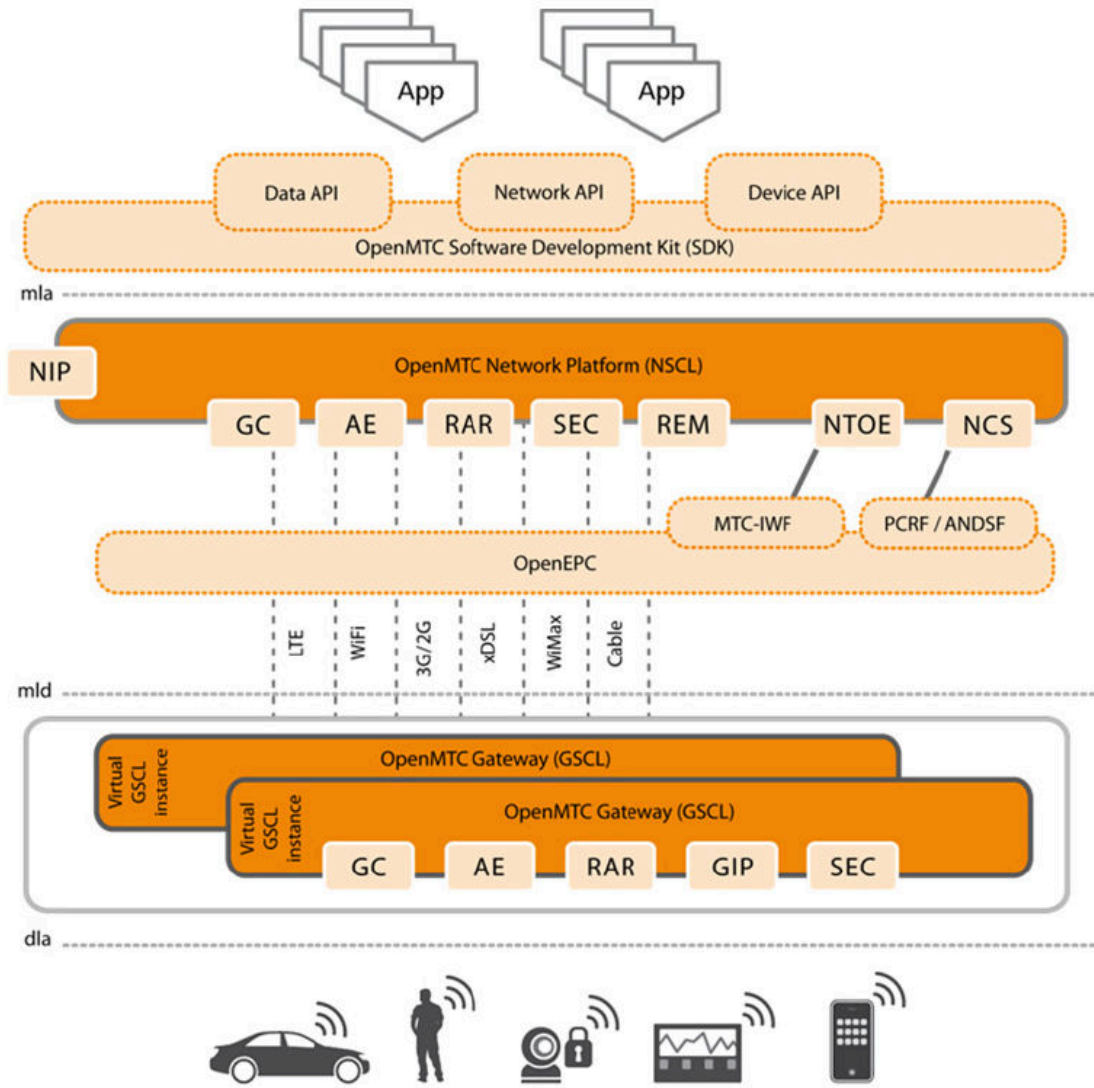 App
App
Data API
Network API
Device API
OpenMTC Software Development Kit (SDK)
mla
NIP
OpenMTC Network Platform (NSCL)
GC
AE
RAR
SEC
REM
NTOE
NCS
MTC-IWF
PCRF / ANDSF
OpenEPC
LTE
WiFi
3G/2G
xDSL
WiMax
Cable
mld
Virtual
GSCL
instance
OpenMTC Gateway (GSCL)
Virtual
GSCL
instance
OpenMTC Gateway (GSCL)
GC
AE
RAR
GIP
SEC
dla